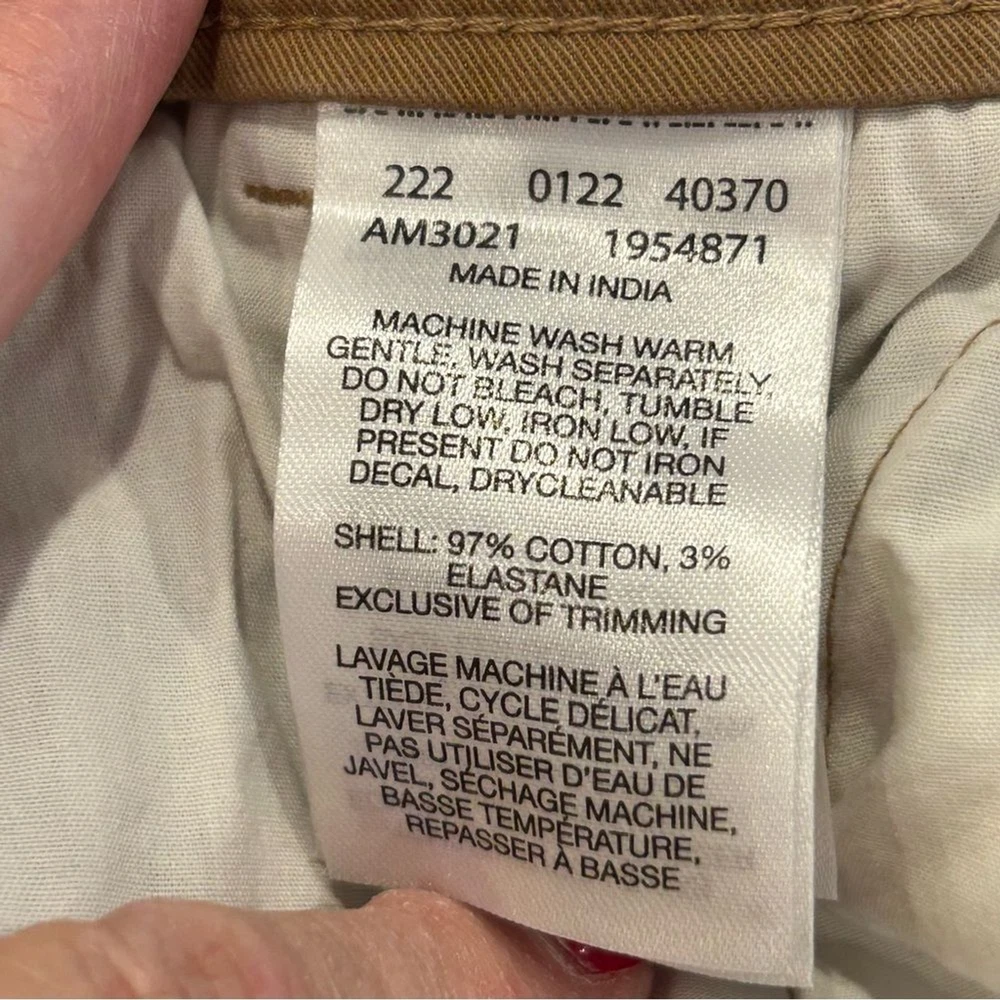 222 0122 40370
AM3021 1954871
MADE IN INDIA
MACHINE WASH WARM
GENTLE, WASH SEPARATELY,
DO NOT BLEACH, TUMBLE
DRY LOW, IRON LOW, IF
PRESENT DO NOT IRON
DECAL, DRYCLEANABLE
SHELL: 97% COTTON, 3%
ELASTANE
EXCLUSIVE OF TRIMMING
LAVAGE MACHINE À L'EAU
TIÈDE, CYCLE DÉLICAT,
LAVER SÉPARÉMENT, NE
PAS UTILISER D'EAU DE
JAVEL, SÉCHAGE MACHINE,
BASSE TEMPÉRATURE,
REPASSER À BASSE